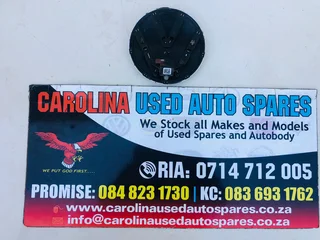 CAROLINA USED AUTO SPARES
We Stock all Makes and Models
of Used Spares and Autobody
WE PUT GOD FIRST.....
RIA: 0714 712 005
PROMISE: 084 823 1730 | KC: 083 693 1762
www.carolinausedautospares.co.za
info@carolinausedautospares.co.za